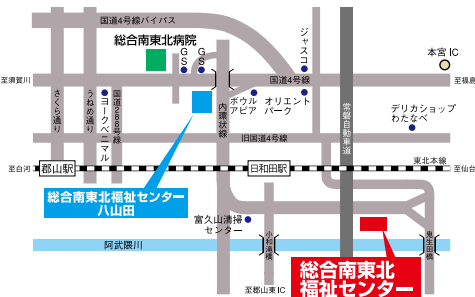 国道4号線バイパス
総合南東北病院
GS
GS
ジャスコ
本宮IC
至須賀川
国道4号線
至福島
さくら通り
うねめ通り
ヨークベニマル
国道288号線
内環状線
ボウル
アピア
オリエント
パーク
常磐自動車道
デリカショップ
わたなべ
旧国道4号線
東北本線
至白河
郡山駅
日和田駅
至仙台
総合南東北福祉センター
八山田
富久山清掃
センター
小和滝橋
鬼生田橋
阿武隈川
総合南東北
福祉センター
至郡山東IC